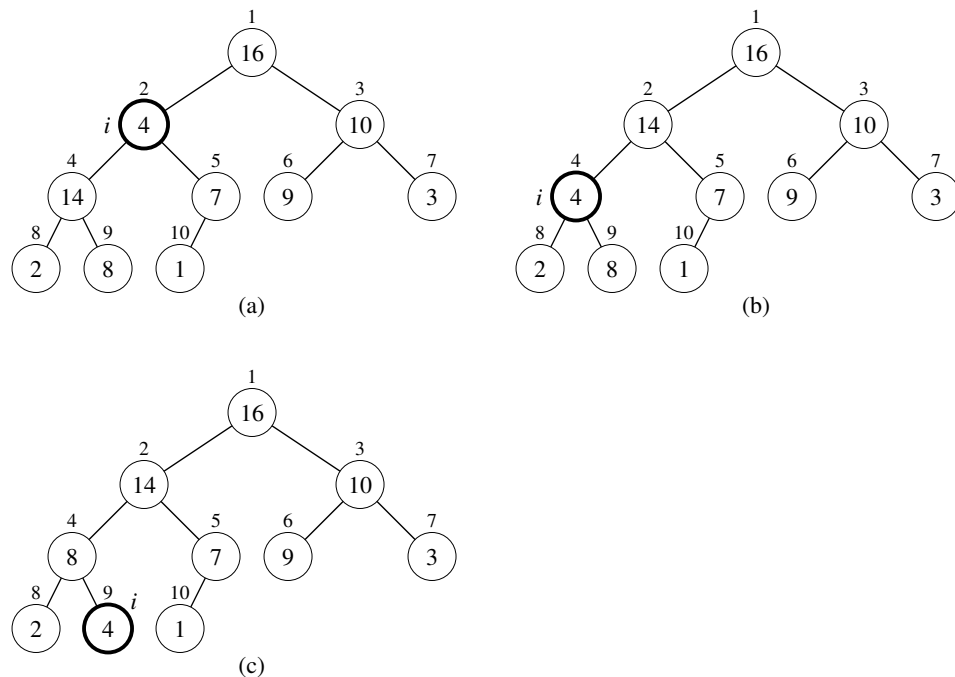 1 1
16 16
2 3 2 3
i 4 10 14 10
4 5 6 7 4 5 6 7
14 7 9 3 i 4 7 9 3
8 9 10 8 9 10
2 8 1 2 8 1
(a) (b)
1
16
2 3
14 10
4 5 6 7
8 7 9 3
8 9 i 10
2 4 1
(c)